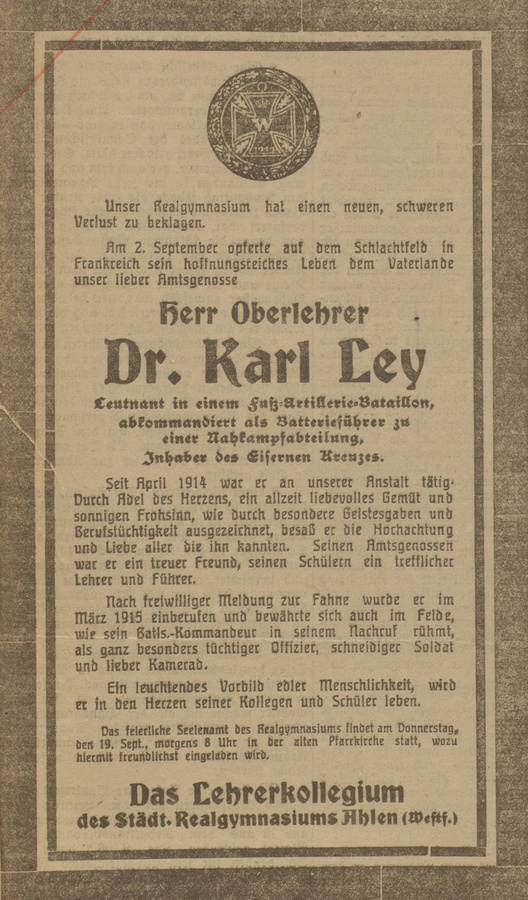 W
1914
Unser Realgymnasium hat einen neuen, schweren
Verlust zu beklagen.
Am 2. September opferte auf dem Schlachtfeld in
Frankreich sein hoffnungsreiches Leben dem Vaterlande
unser lieber Amtsgenosse
Herr Oberlehrer
Dr. Karl Ley
Leutnant in einem Fuß-Artillerie-Bataillon,
abkommandiert als Batterieführer zu
einer Nahkampfabteilung,
Inhaber des Eisernen Kreuzes.
Seit April 1914 war er an unserer Anstalt tätig.
Durch Adel des Herzens, ein allzeit liebevolles Gemüt und
sonnigen Frohsinn, wie durch besondere Geistesgaben und
Berufstüchtigkeit ausgezeichnet, besaß er die Hochachtung
und Liebe aller die ihn kannten. Seinen Amtsgenossen
war er ein treuer Freund, seinen Schülern ein trefflicher
Lehrer und Führer.
Nach freiwilliger Meldung zur Fahne wurde er im
März 1915 einberufen und bewährte sich auch im Felde,
wie sein Batls.-Kommandeur in seinem Nachruf rühmt,
als ganz besonders tüchtiger Offizier, schneidiger Soldat
und lieber Kamerad.
Ein leuchtendes Vorbild edler Menschlichkeit, wird
er in den Herzen seiner Kollegen und Schüler leben.
Das feierliche Seelenamt des Realgymnasiums findet am Donnerstag,
den 19. Sept., morgens 8 Uhr in der alten Pfarrkirche statt, wozu
hiermit freundlichst eingeladen wird.
Das Lehrerkollegium
des Städt. Realgymnasiums Ahlen (Westf.)